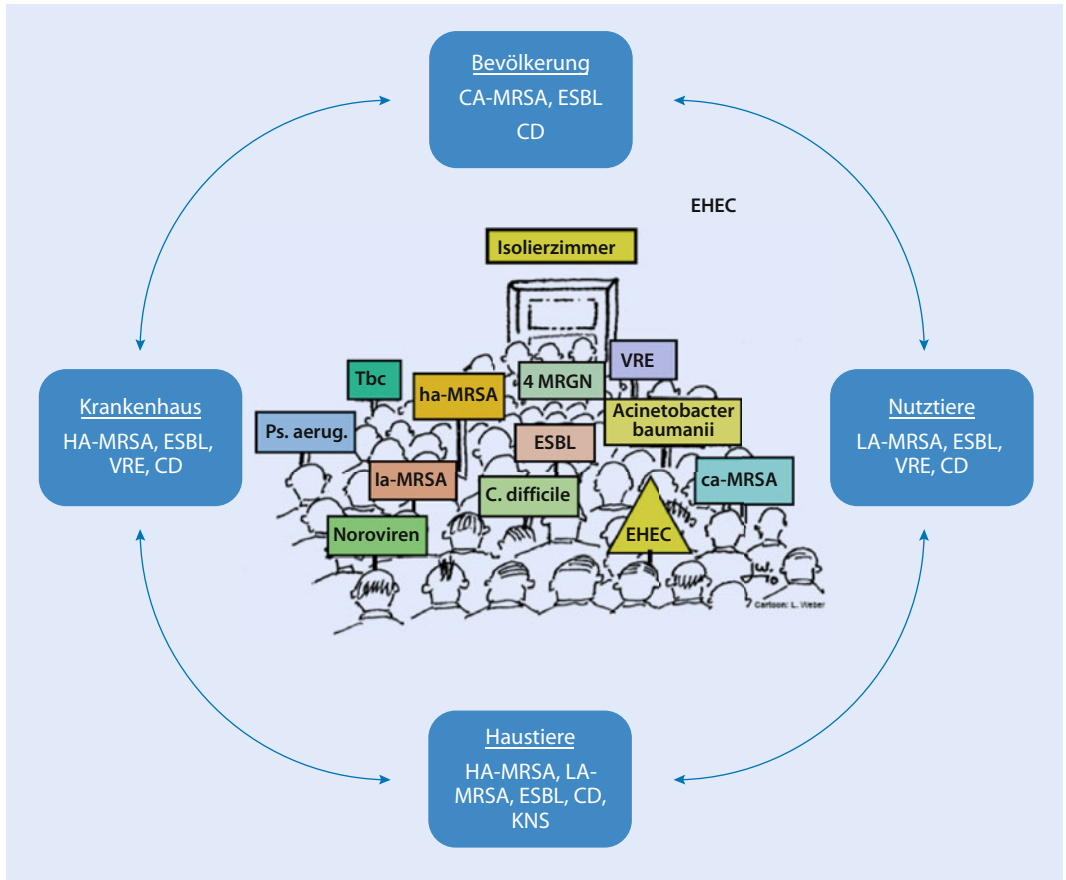 Bevölkerung
CA-MRSA, ESBL
CD
EHEC
Isolierzimmer
VRE
Tbc
4 MRGN
ha-MRSA
Acinetobacter
baumanii
Krankenhaus
HA-MRSA, ESBL,
VRE, CD
Ps. aerug.
ESBL
Nutztiere
LA-MRSA, ESBL,
VRE, CD
la-MRSA
C. difficile
ca-MRSA
Noroviren
EHEC
Cartoon: L. Weber
Haustiere
HA-MRSA, LA-
MRSA, ESBL, CD,
KNS